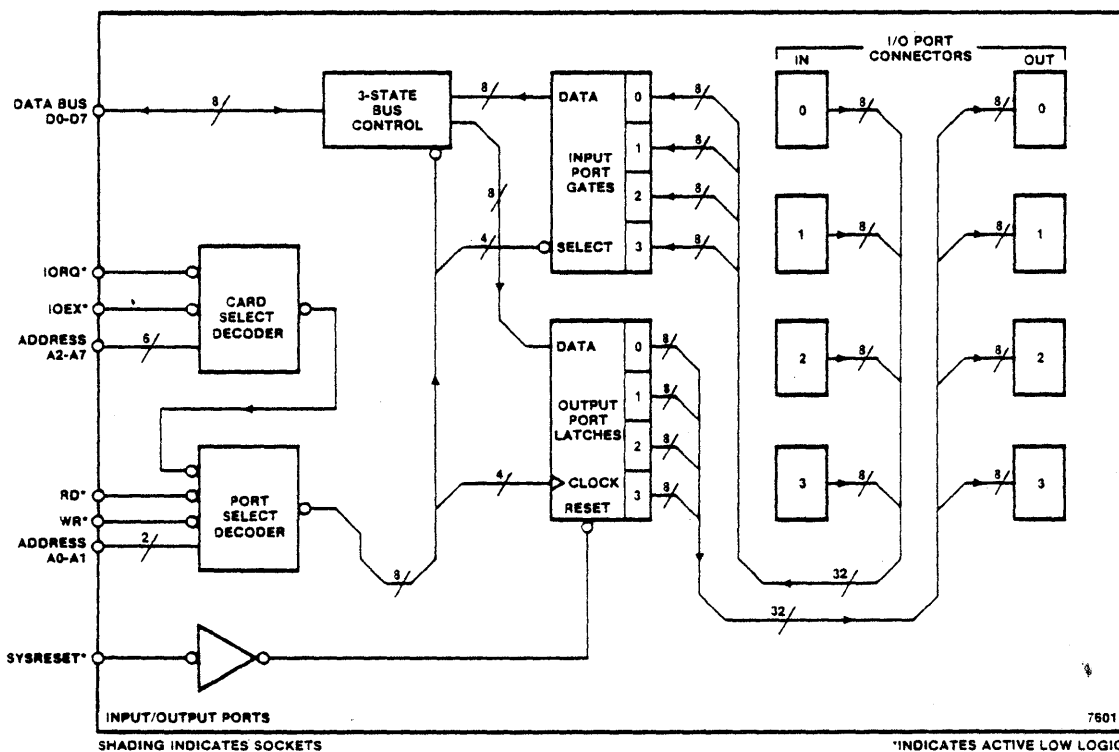 I/O PORT
CONNECTORS
IN
OUT
DATA BUS
D0-D7
8
3-STATE
BUS
CONTROL
8
8
DATA
INPUT
PORT
GATES
SELECT
0
1
2
3
8
8
8
8
4
0
1
2
3
8
8
8
8
8
8
8
8
0
1
2
3
IORQ*
IOEX*
ADDRESS
A2-A7
6
CARD
SELECT
DECODER
DATA
OUTPUT
PORT
LATCHES
CLOCK
RESET
0
1
2
3
8
8
8
8
4
RD*
WR*
ADDRESS
A0-A1
2
PORT
SELECT
DECODER
8
32
32
SYSRESET*
INPUT/OUTPUT PORTS
7601
SHADING INDICATES SOCKETS
*INDICATES ACTIVE LOW LOGIC